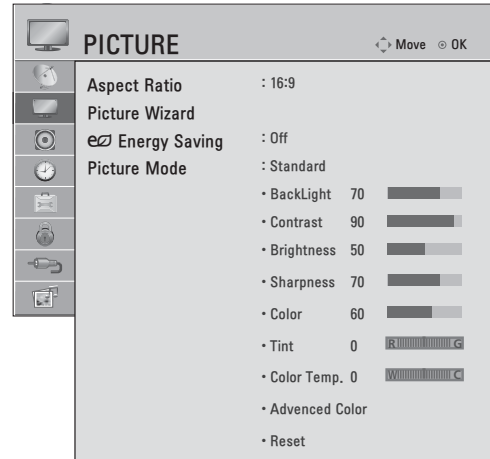 PICTURE Move OK
Aspect Ratio : 16:9
Picture Wizard
Energy Saving : Off
Picture Mode : Standard
• BackLight 70
• Contrast 90
• Brightness 50
• Sharpness 70
• Color 60
• Tint 0 R G
• Color Temp. 0 W C
• Advanced Color
• Reset